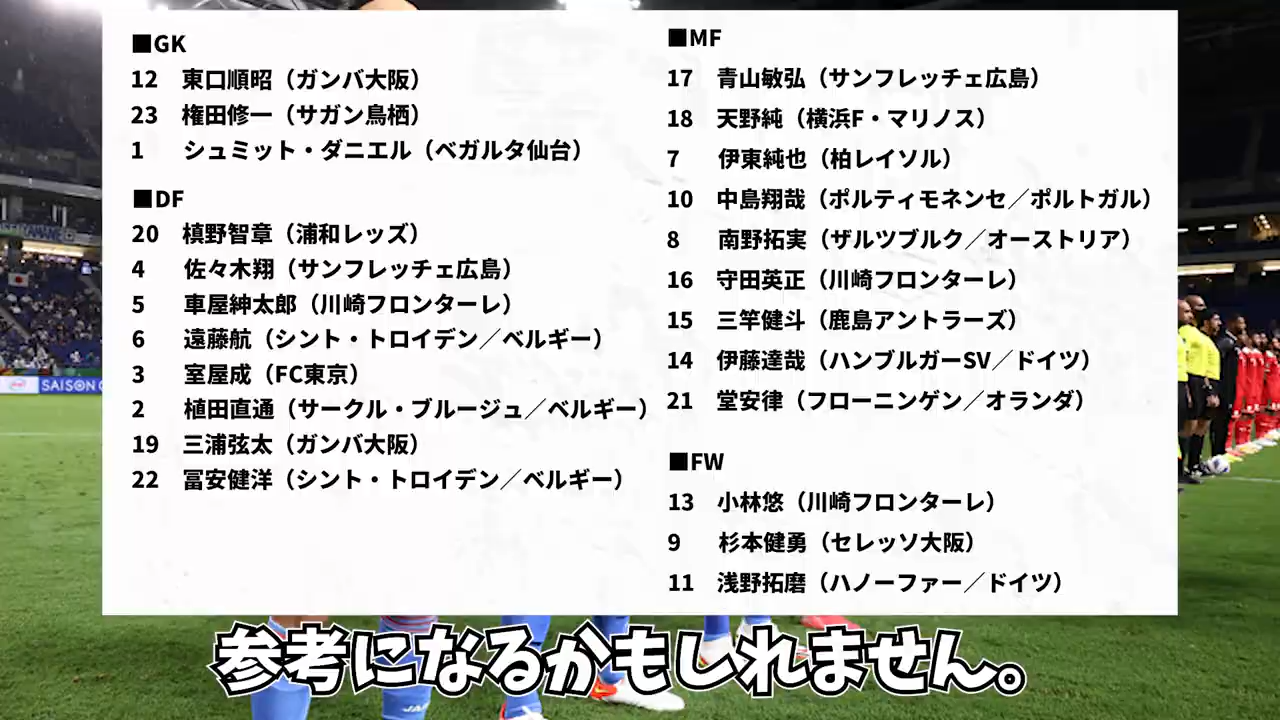 ■GK
12 東口順昭（ガンバ大阪）
23 権田修一（サガン鳥栖）
1 シュミット・ダニエル（ベガルタ仙台）
■DF
20 槙野智章（浦和レッズ）
4 佐々木翔（サンフレッチェ広島）
5 車屋紳太郎（川崎フロンターレ）
6 遠藤航（シント・トロイデン／ベルギー）
3 室屋成（FC東京）
2 植田直通（サークル・ブルージュ／ベルギー）
19 三浦弦太（ガンバ大阪）
22 冨安健洋（シント・トロイデン／ベルギー）
■MF
17 青山敏弘（サンフレッチェ広島）
18 天野純（横浜F・マリノス）
7 伊東純也（柏レイソル）
10 中島翔哉（ポルティモネンセ／ポルトガル）
8 南野拓実（ザルツブルク／オーストリア）
16 守田英正（川崎フロンターレ）
15 三竿健斗（鹿島アントラーズ）
14 伊藤達哉（ハンブルガーSV／ドイツ）
21 堂安律（フローニンゲン／オランダ）
■FW
13 小林悠（川崎フロンターレ）
9 杉本健勇（セレッソ大阪）
11 浅野拓磨（ハノーファー／ドイツ）
SAISON
参考になるかもしれません。